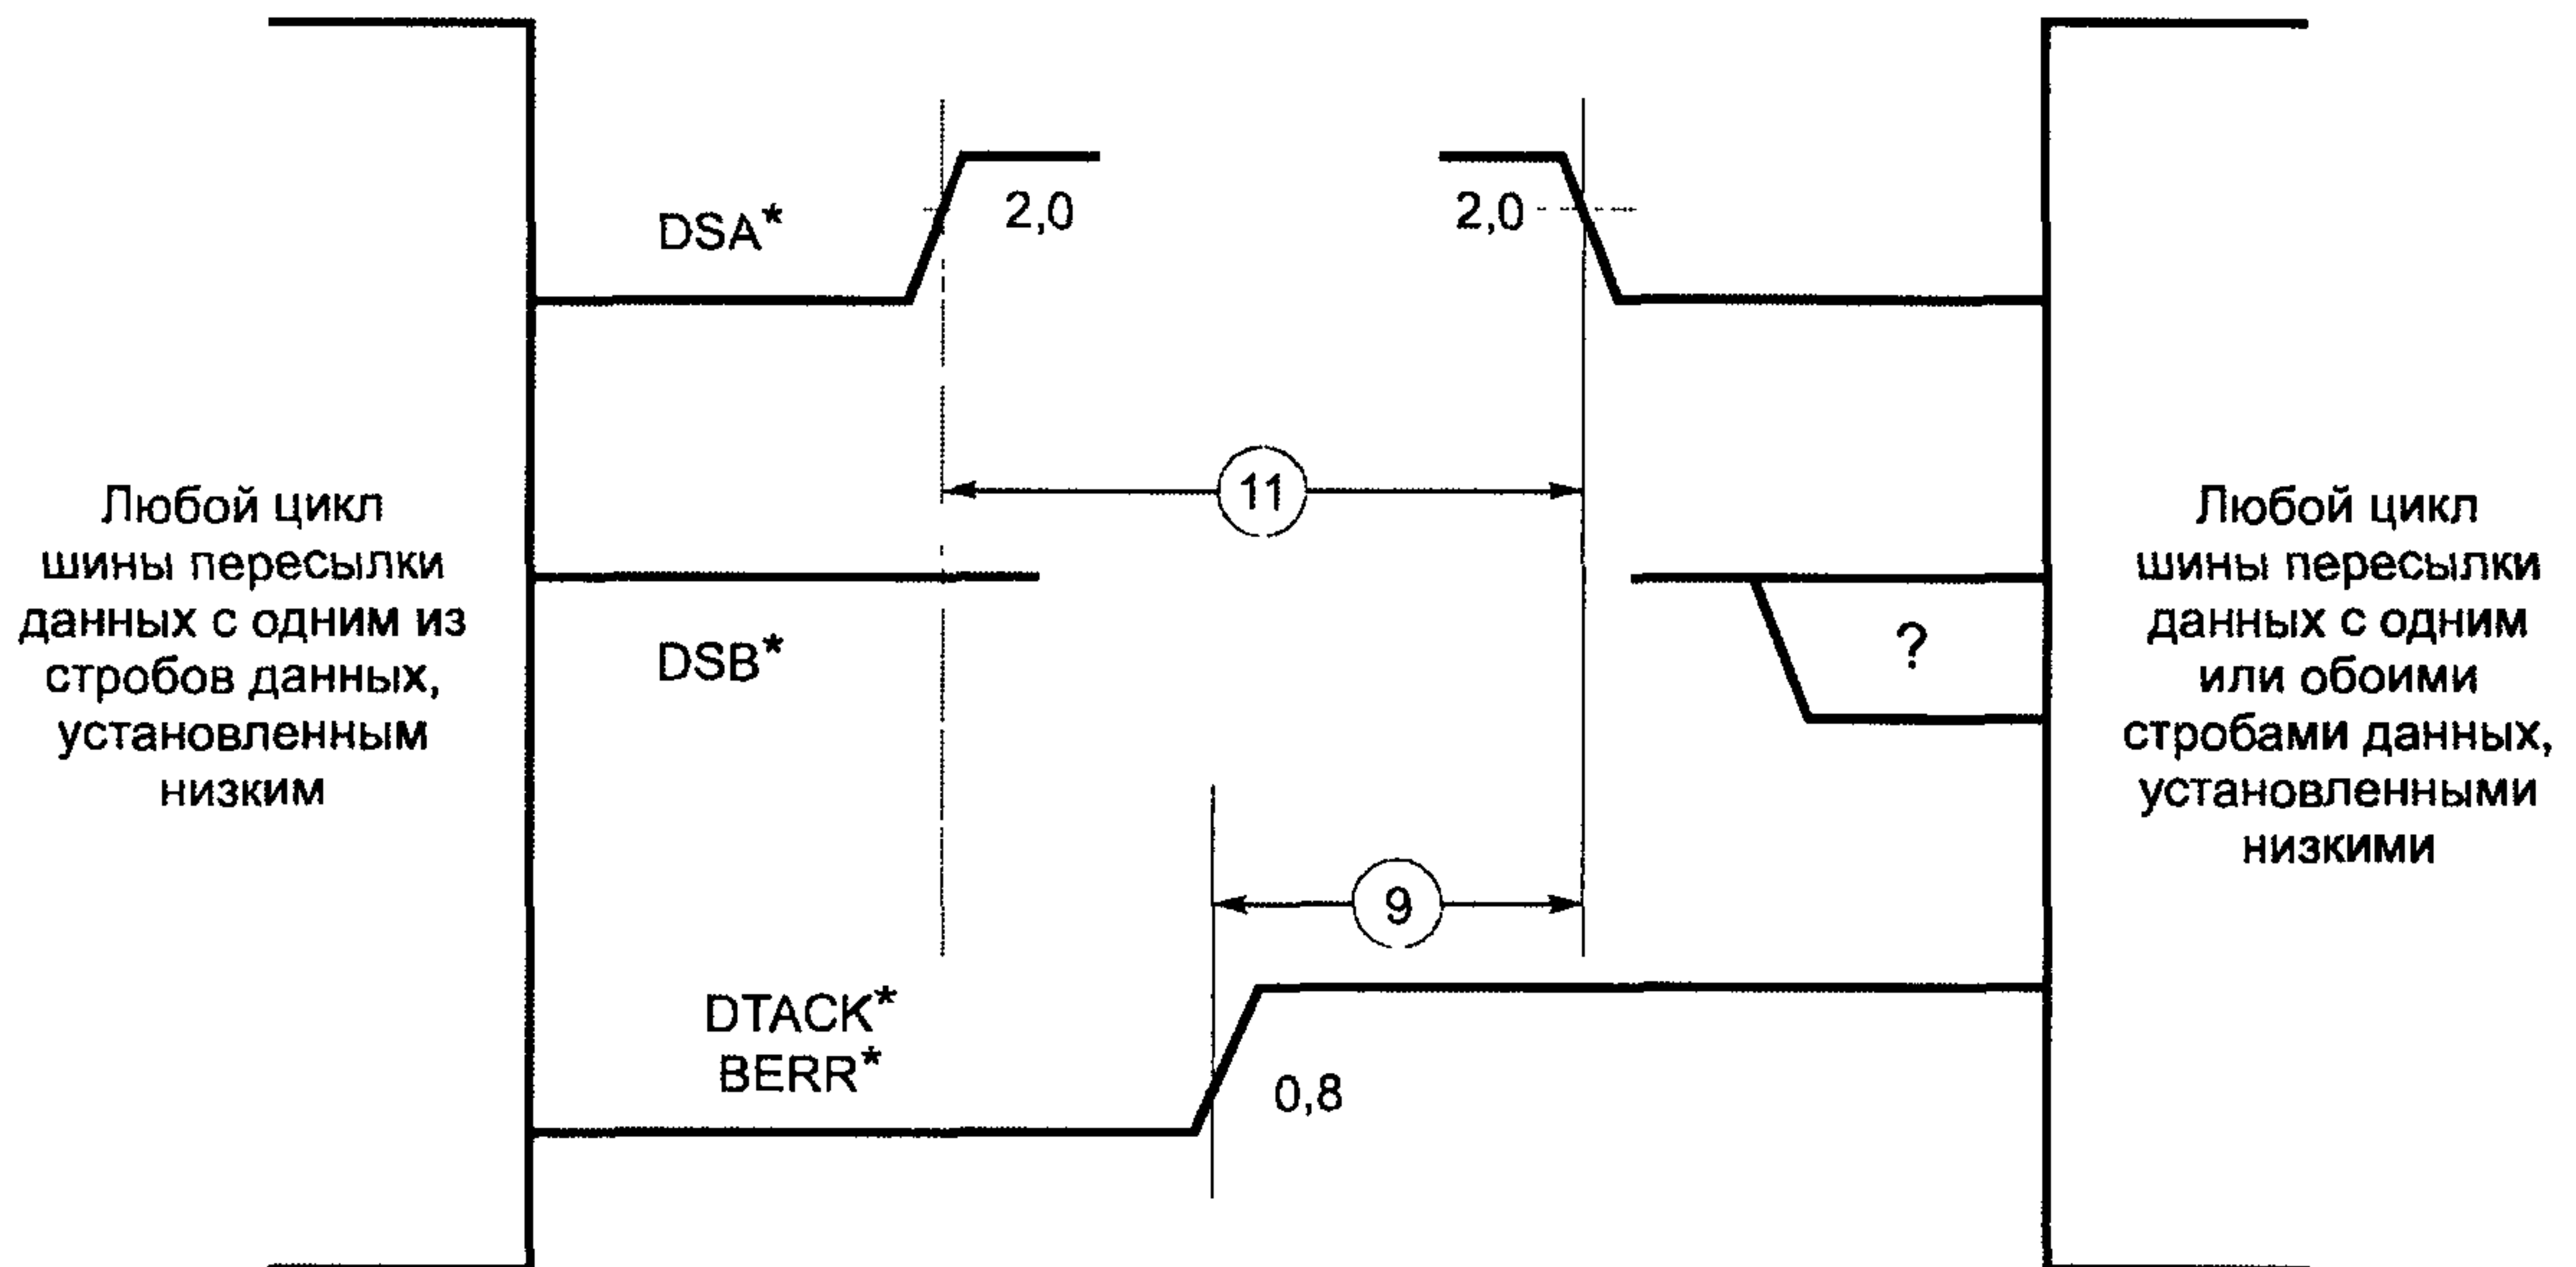 DSA*
2,0
2,0
11
Любой цикл
шины пересылки
данных с одним из
стробов данных,
установленным
низким
DSB*
?
Любой цикл
шины пересылки
данных с одним
или обоими
стробами данных,
установленными
низкими
9
DTACK*
BERR*
0,8